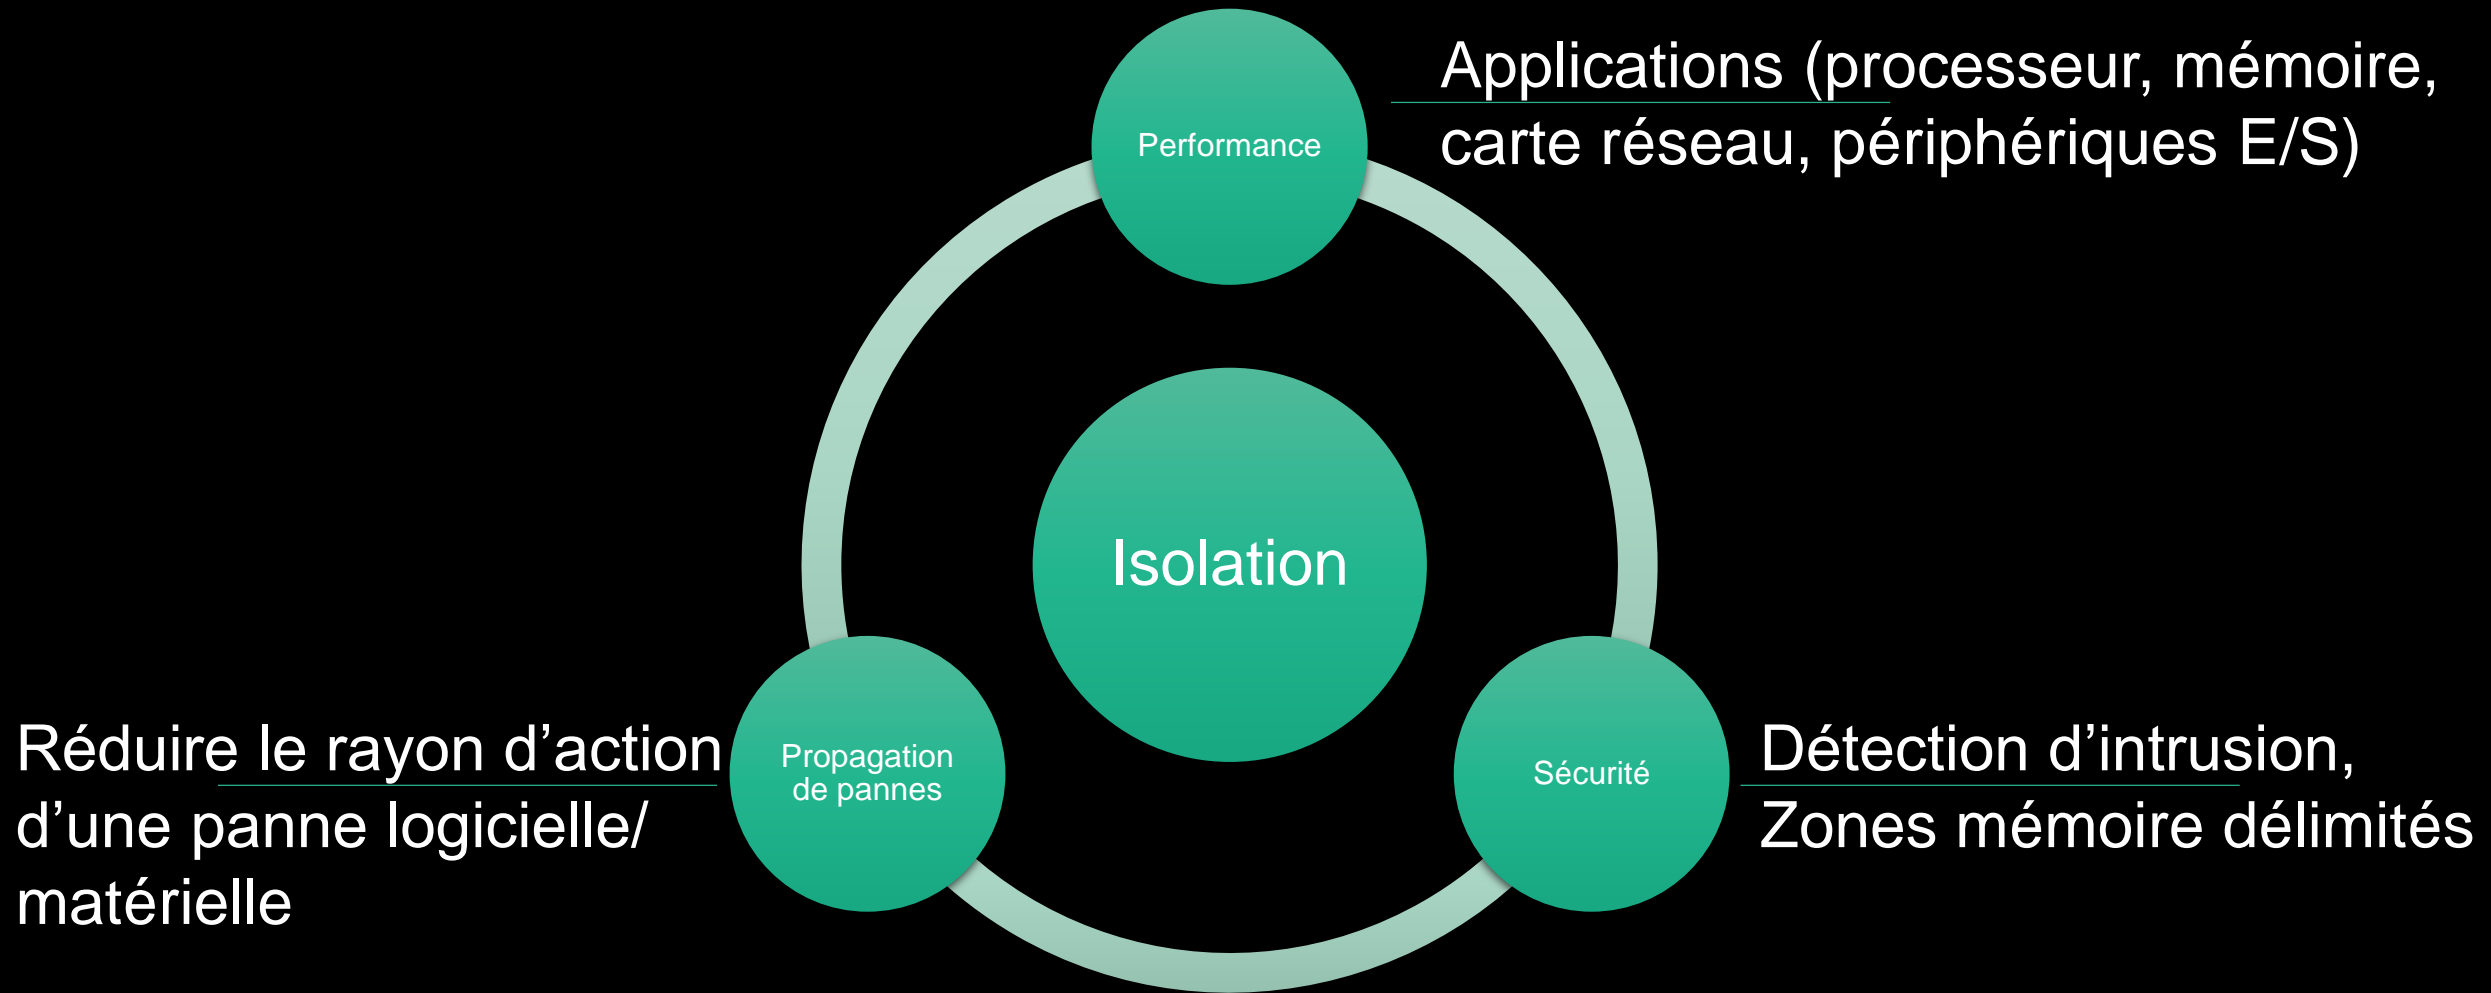 Performance
Applications (processeur, mémoire,
carte réseau, périphériques E/S)
Isolation
Réduire le rayon d’action
d’une panne logicielle/
matérielle
Propagation
de pannes
Sécurité
Détection d’intrusion,
Zones mémoire délimités